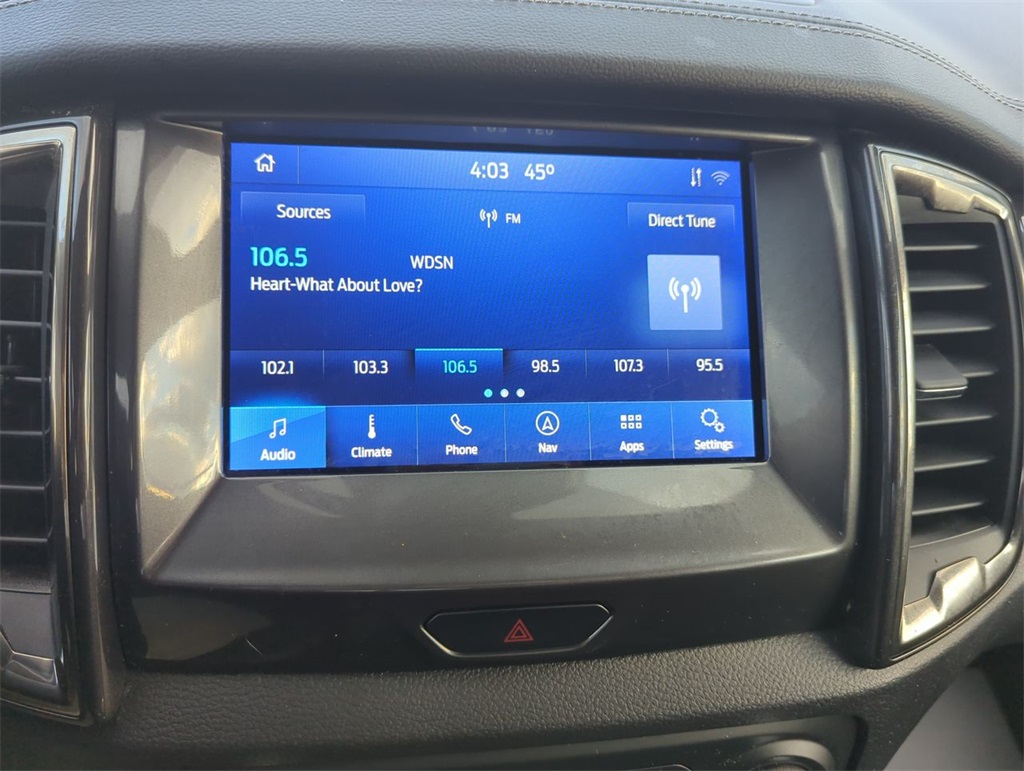 4:03 45°
Sources
FM
Direct Tune
106.5 WDSN
Heart-What About Love?
102.1 103.3 106.5 98.5 107.3 95.5
Audio Climate Phone Nav Apps Settings